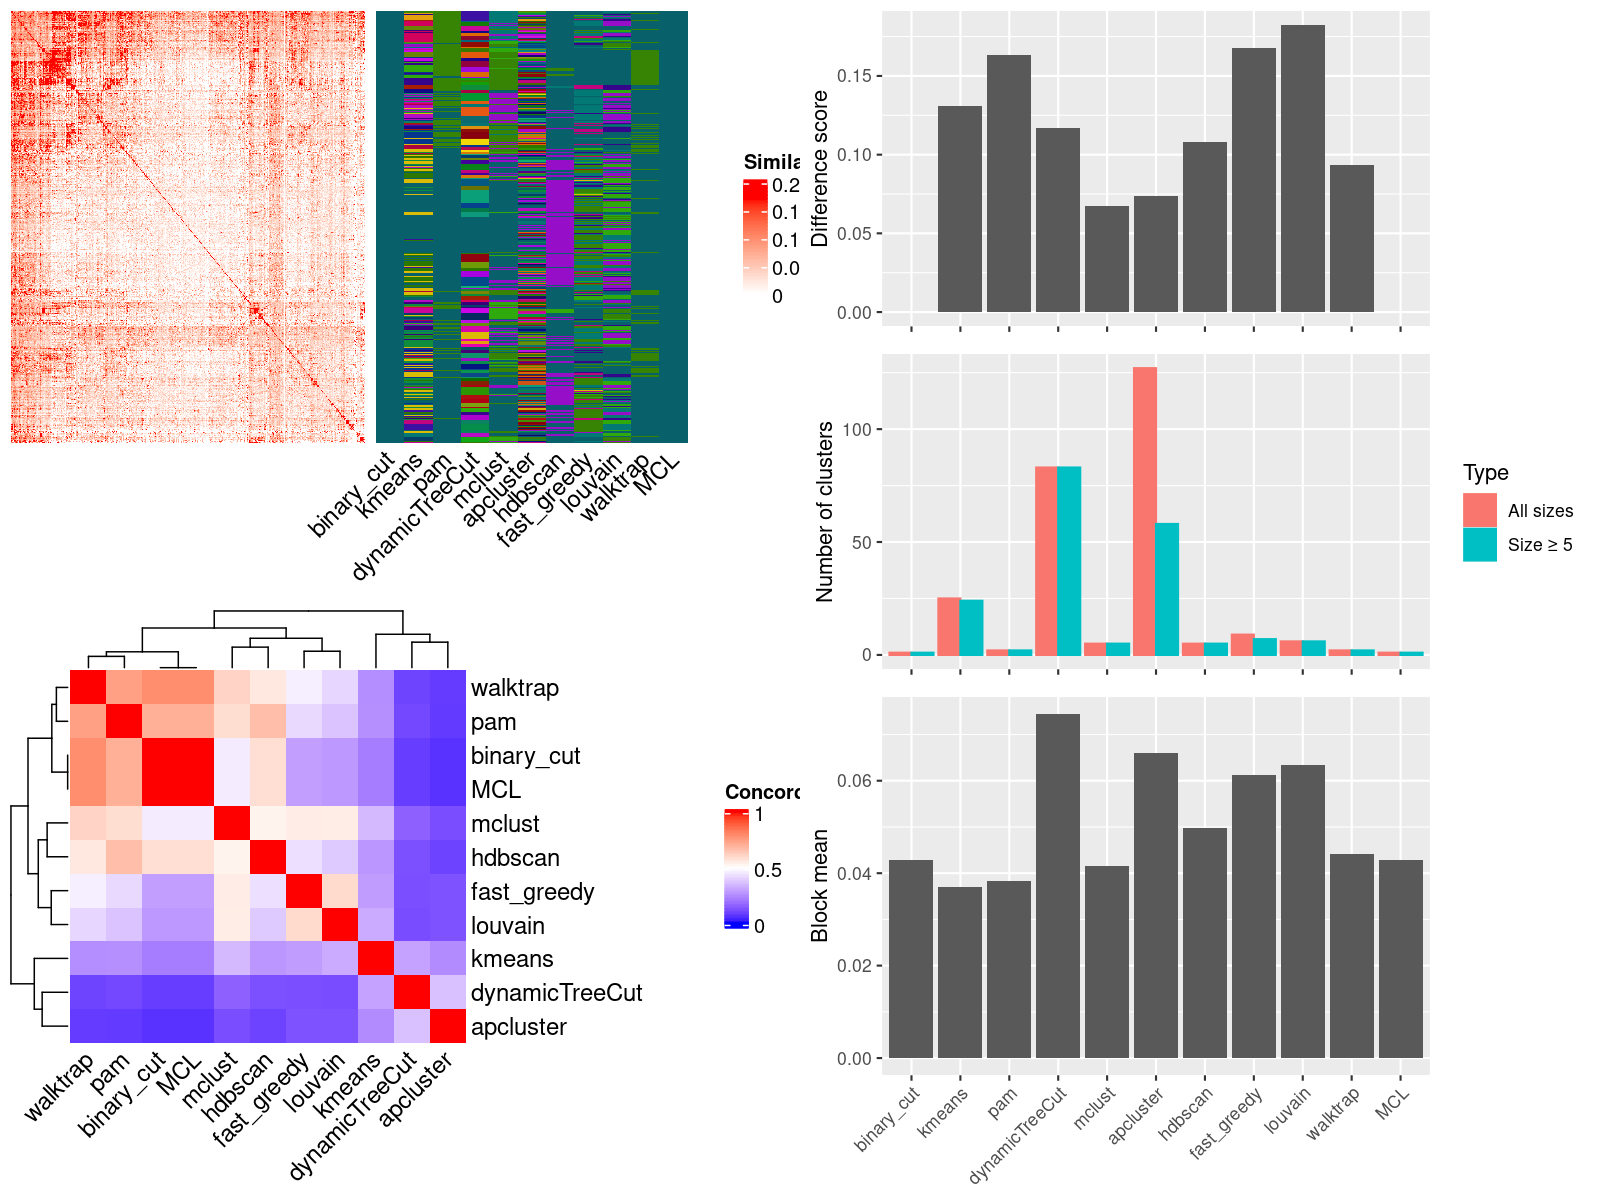 Simila
0.2
0.1
0.1
0.0
0
binary_cut
kmeans
pam
dynamicTreeCut
mclust
apcluster
hdbscan
fast_greedy
louvain
walktrap
MCL
Difference score
0.15
0.10
0.05
0.00
Number of clusters
100
50
0
Type
All sizes
Size ≥ 5
walktrap
pam
binary_cut
MCL
mclust
hdbscan
fast_greedy
louvain
kmeans
dynamicTreeCut
apcluster
walktrap
pam
binary_cut
MCL
mclust
hdbscan
fast_greedy
louvain
kmeans
dynamicTreeCut
apcluster
Concord
1
0.5
0
Block mean
0.06
0.04
0.02
0.00
binary_cut
kmeans
pam
dynamicTreeCut
mclust
apcluster
hdbscan
fast_greedy
louvain
walktrap
MCL